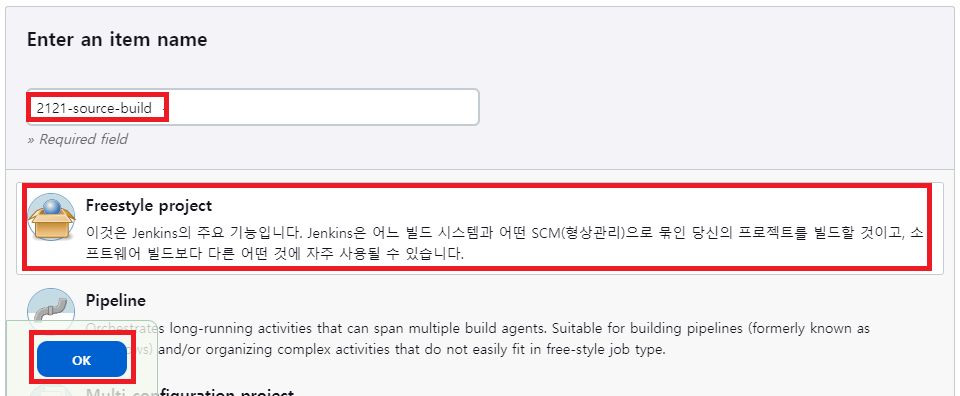 Enter an item name
2121-source-build
» Required field
Freestyle project
이것은 Jenkins의 주요 기능입니다. Jenkins은 어느 빌드 시스템과 어떤 SCM(형상관리)으로 묶인 당신의 프로젝트를 빌드할 것이고, 소
프트웨어 빌드보다 다른 어떤 것에 자주 사용될 수 있습니다.
Pipeline
Orchestrates long-running activities that can span multiple build agents. Suitable for building pipelines (formerly known as
and/or organizing complex activities that do not easily fit in free-style job type.
OK
Multi-configuration project